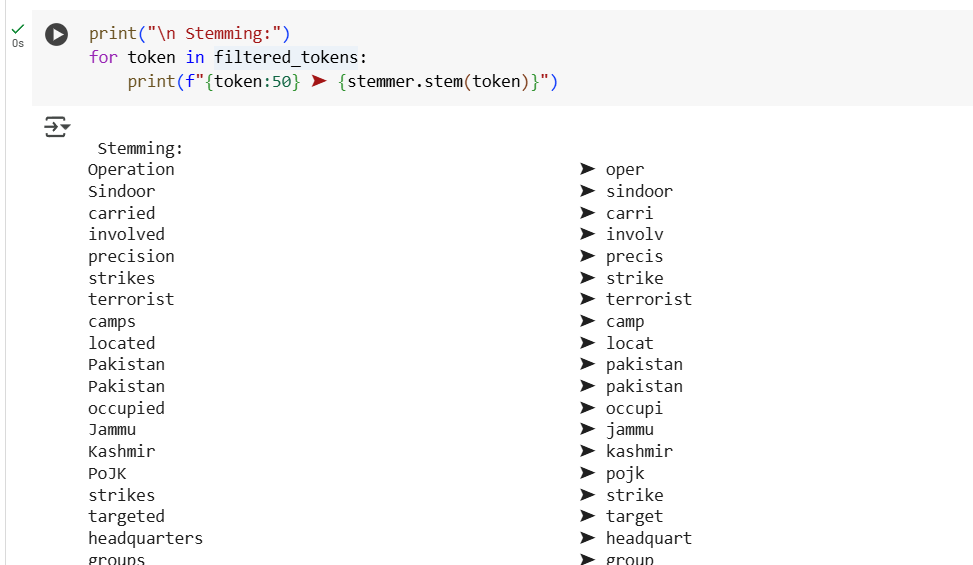 0s
print("\n Stemming:")
for token in filtered_tokens:
    print(f"{token:50} ➤ {stemmer.stem(token)}")
Stemming:
Operation ➤ oper
Sindoor ➤ sindoor
carried ➤ carri
involved ➤ involv
precision ➤ precis
strikes ➤ strike
terrorist ➤ terrorist
camps ➤ camp
located ➤ locat
Pakistan ➤ pakistan
Pakistan ➤ pakistan
occupied ➤ occupi
Jammu ➤ jammu
Kashmir ➤ kashmir
PoJK ➤ pojk
strikes ➤ strike
targeted ➤ target
headquarters ➤ headquart
groups ➤ group